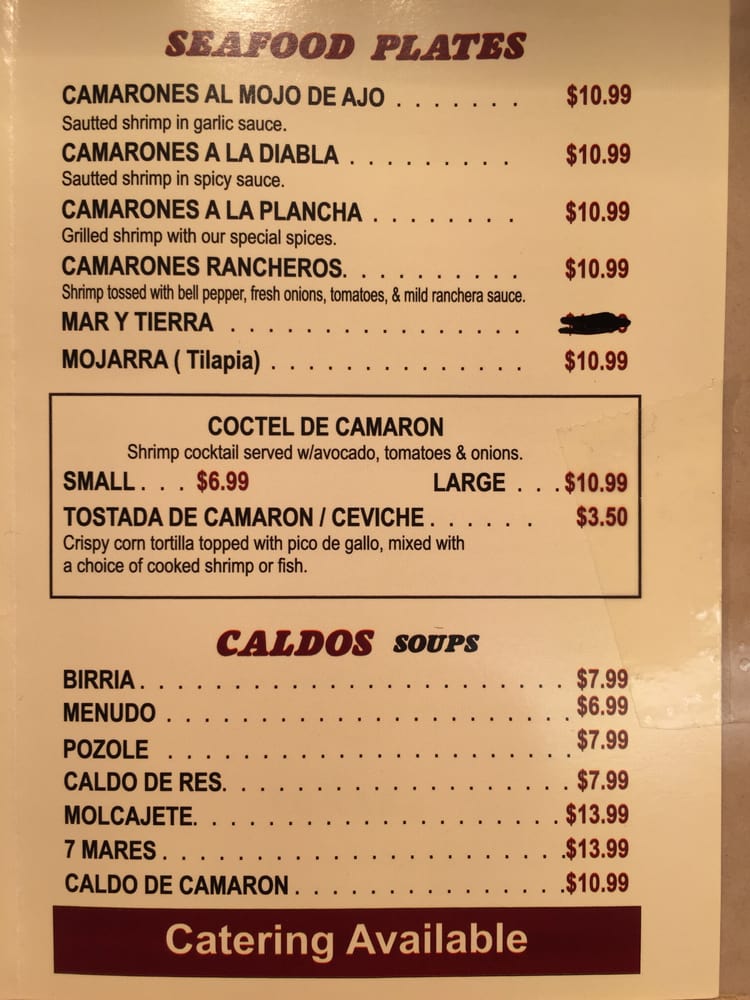 SEAFOOD PLATES
CAMARONES AL MOJO DE AJO . . . . . . . $10.99
Sautted shrimp in garlic sauce.
CAMARONES A LA DIABLA . . . . . . . . . $10.99
Sautted shrimp in spicy sauce.
CAMARONES A LA PLANCHA . . . . . . . . $10.99
Grilled shrimp with our special spices.
CAMARONES RANCHEROS. . . . . . . . . . $10.99
Shrimp tossed with bell pepper, fresh onions, tomatoes, & mild ranchera sauce.
MAR Y TIERRA . . . . . . . . . . . . . . .
MOJARRA ( Tilapia) . . . . . . . . . . . . . $10.99
COCTEL DE CAMARON
Shrimp cocktail served w/avocado, tomatoes & onions.
SMALL . . . $6.99 LARGE . . . $10.99
TOSTADA DE CAMARON / CEVICHE . . . . . . $3.50
Crispy corn tortilla topped with pico de gallo, mixed with
a choice of cooked shrimp or fish.
CALDOS SOUPS
BIRRIA . . . . . . . . . . . . . . . . . . . . . . $7.99
MENUDO . . . . . . . . . . . . . . . . . . . . . $6.99
POZOLE . . . . . . . . . . . . . . . . . . . . . $7.99
CALDO DE RES. . . . . . . . . . . . . . . . . . $7.99
MOLCAJETE. . . . . . . . . . . . . . . . . . . . $13.99
7 MARES . . . . . . . . . . . . . . . . . . . . . $13.99
CALDO DE CAMARON . . . . . . . . . . . . . . $10.99
Catering Available